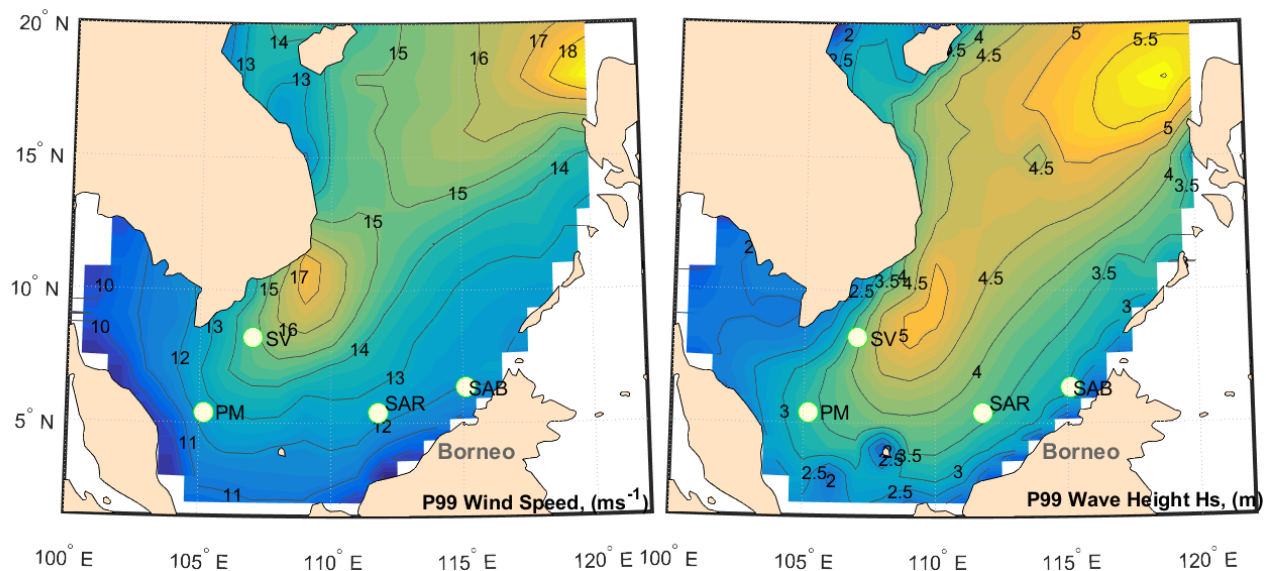 20° N
15° N
10° N
5° N
14
15
16
17
18
13
13
14
15
15
10
17
15
10
13
16
SV
12
14
13
SAB
SAR
PM
12
11
Borneo
11
P99 Wind Speed, (ms-1)
100° E
105° E
110° E
115° E
120° E
2
4
5
5.5
2.5
4.5
5
4.5
4
3.5
2
3.5
4
4.5
4.5
3.5
2.5
3
SV
5
4
SAB
3
PM
SAR
2
3.5
2.5
Borneo
2.5
3
2
2.5
P99 Wave Height Hs, (m)
100° E
105° E
110° E
115° E
120° E